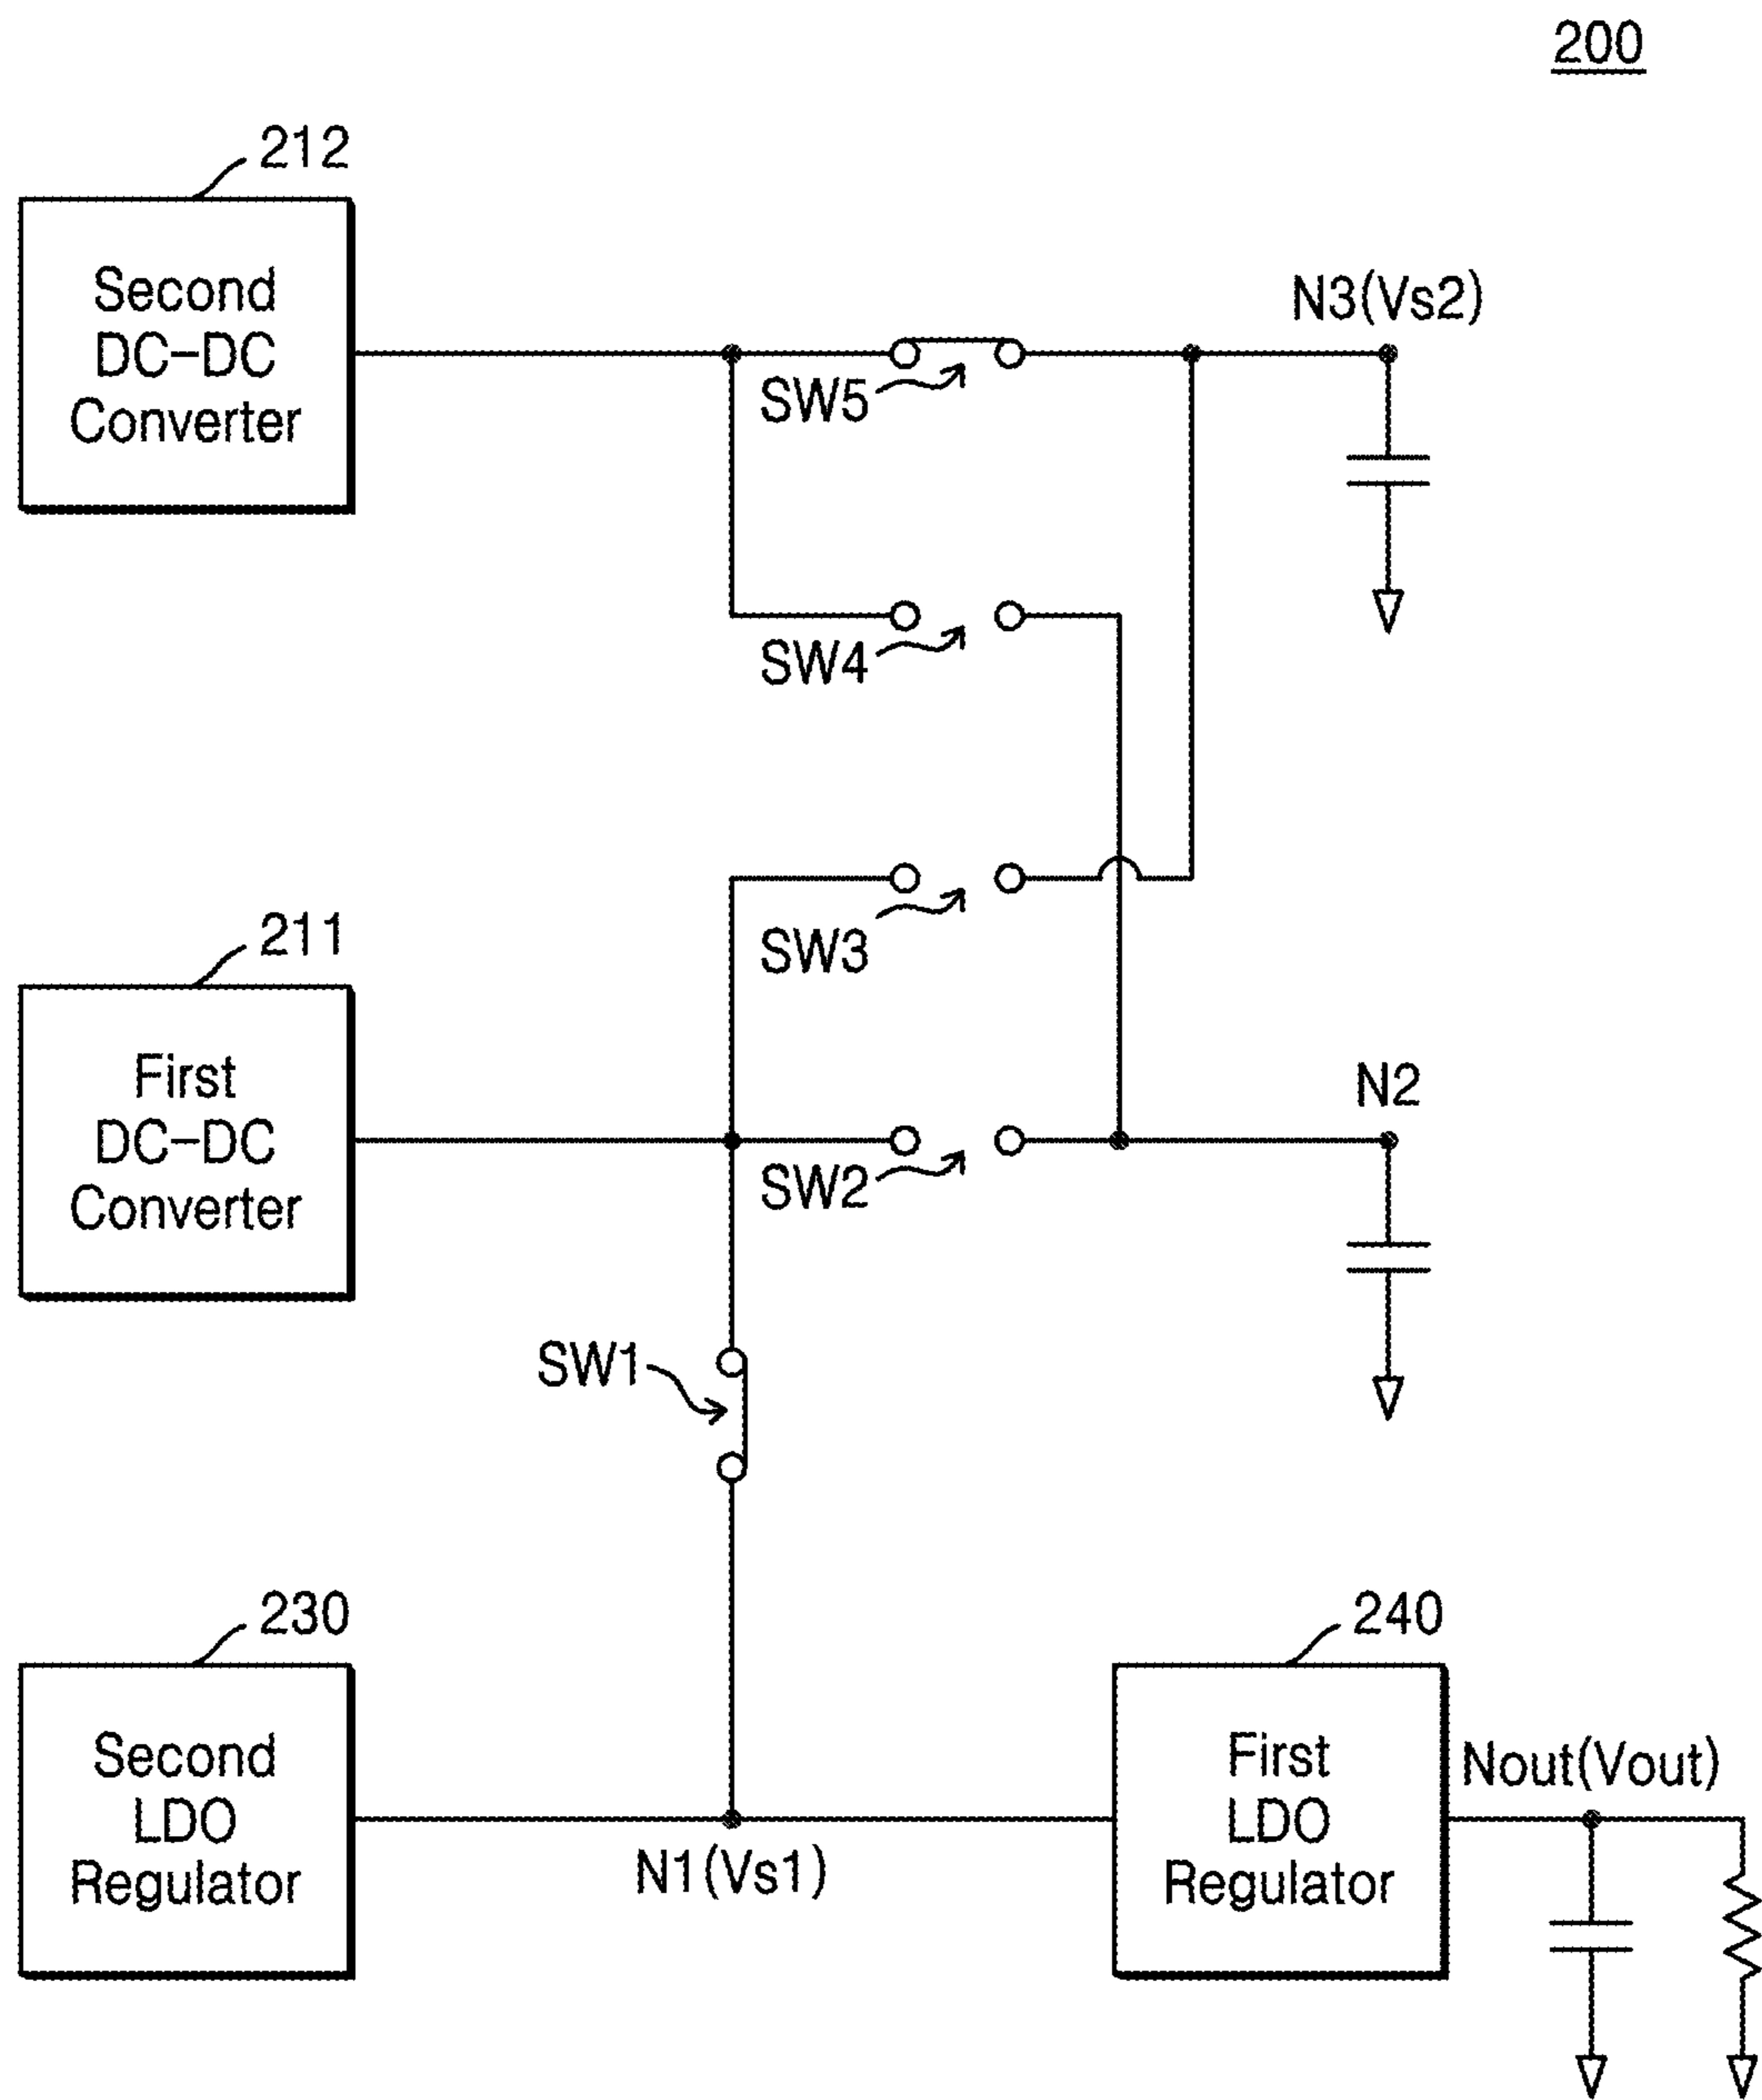 200
212
Second
DC-DC
Converter
N3(Vs2)
SW5
SW4
SW3
211
First
DC-DC
Converter
N2
SW2
SW1
230
240
Second
LDO
Regulator
First
LDO
Regulator
Nout(Vout)
N1(Vs1)